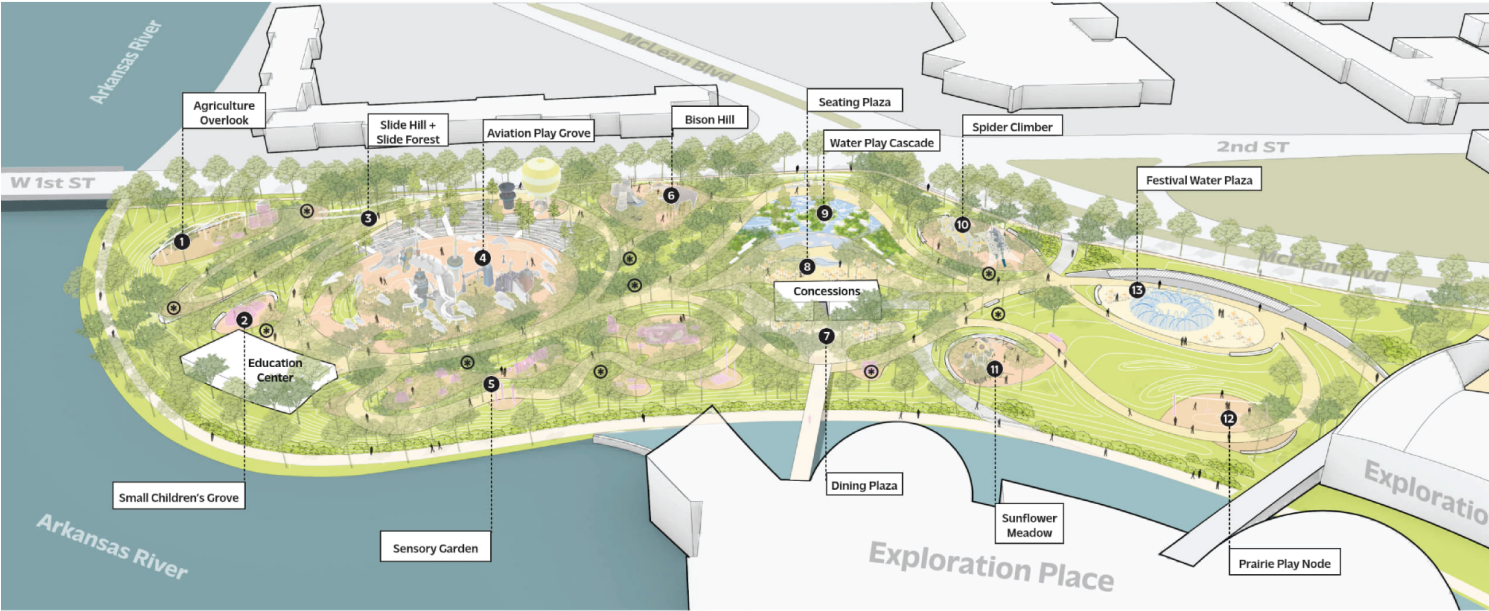 Arkansas River
McLean Blvd
Agriculture
Overlook
Slide Hill +
Slide Forest
Aviation Play Grove
Bison Hill
Seating Plaza
Water Play Cascade
Spider Climber
2nd ST
Festival Water Plaza
W 1st ST
1
3
4
6
9
10
8
McLean Blvd
Concessions
13
2
7
Education
Center
5
11
12
Small Children's Grove
Dining Plaza
Exploratio
Arkansas River
Sensory Garden
Sunflower
Meadow
Exploration Place
Prairie Play Node